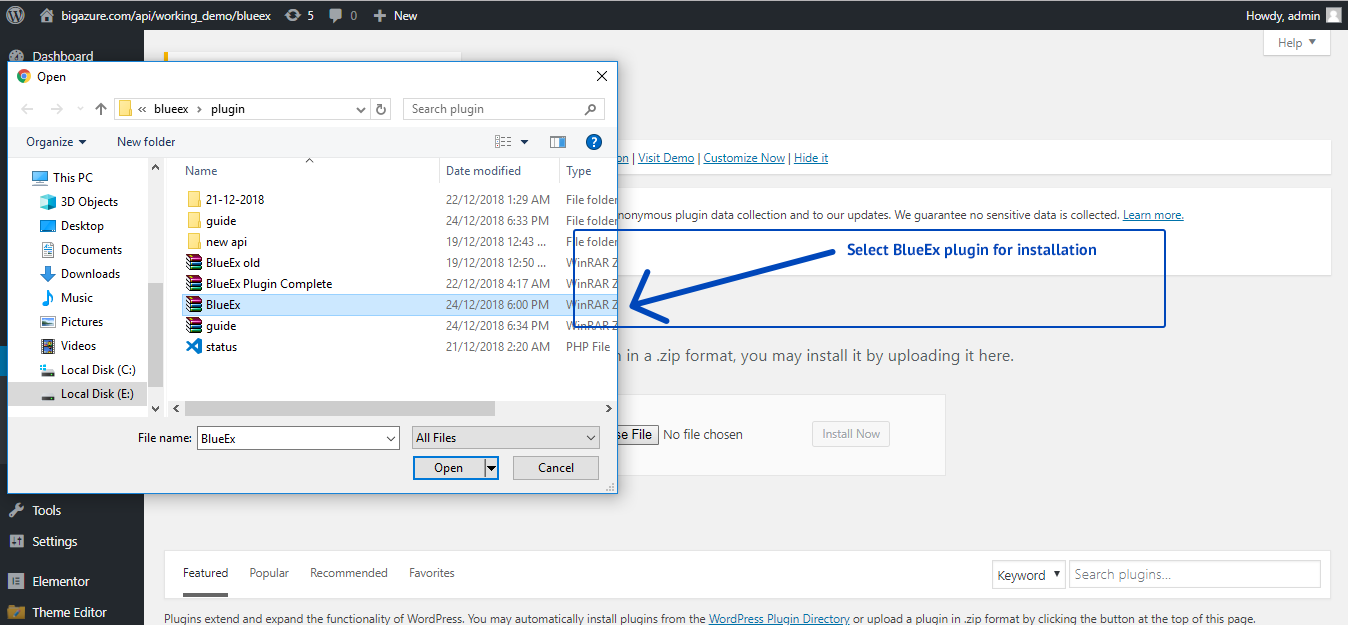 bigazure.com/api/working_demo/blueex 5 0 New Howdy, admin
Help ▼
Dashboard
Open
« blueex › plugin
Search plugin
Organize New folder
This PC
3D Objects
Desktop
Documents
Downloads
Music
Pictures
Videos
Local Disk (C:)
Local Disk (E:)
Name Date modified Type
21-12-2018 22/12/2018 1:29 AM File folder
guide 24/12/2018 6:33 PM File folder
new api 19/12/2018 12:43 ... File folder
BlueEx old 19/12/2018 12:50 ... WinRAR Z
BlueEx Plugin Complete 22/12/2018 4:17 AM WinRAR Z
BlueEx 24/12/2018 6:00 PM WinRAR Z
guide 24/12/2018 6:34 PM WinRAR Z
status 21/12/2018 2:20 AM PHP File
File name: BlueEx All Files
Open Cancel
on | Visit Demo | Customize Now | Hide it
nonymous plugin data collection and to our updates. We guarantee no sensitive data is collected. Learn more.
Select BlueEx plugin for installation
in a .zip format, you may install it by uploading it here.
se File No file chosen Install Now
Tools
Settings
Elementor
Theme Editor
Featured Popular Recommended Favorites Keyword ▼ Search plugins...
Plugins extend and expand the functionality of WordPress. You may automatically install plugins from the WordPress Plugin Directory or upload a plugin in .zip format by clicking the button at the top of this page.